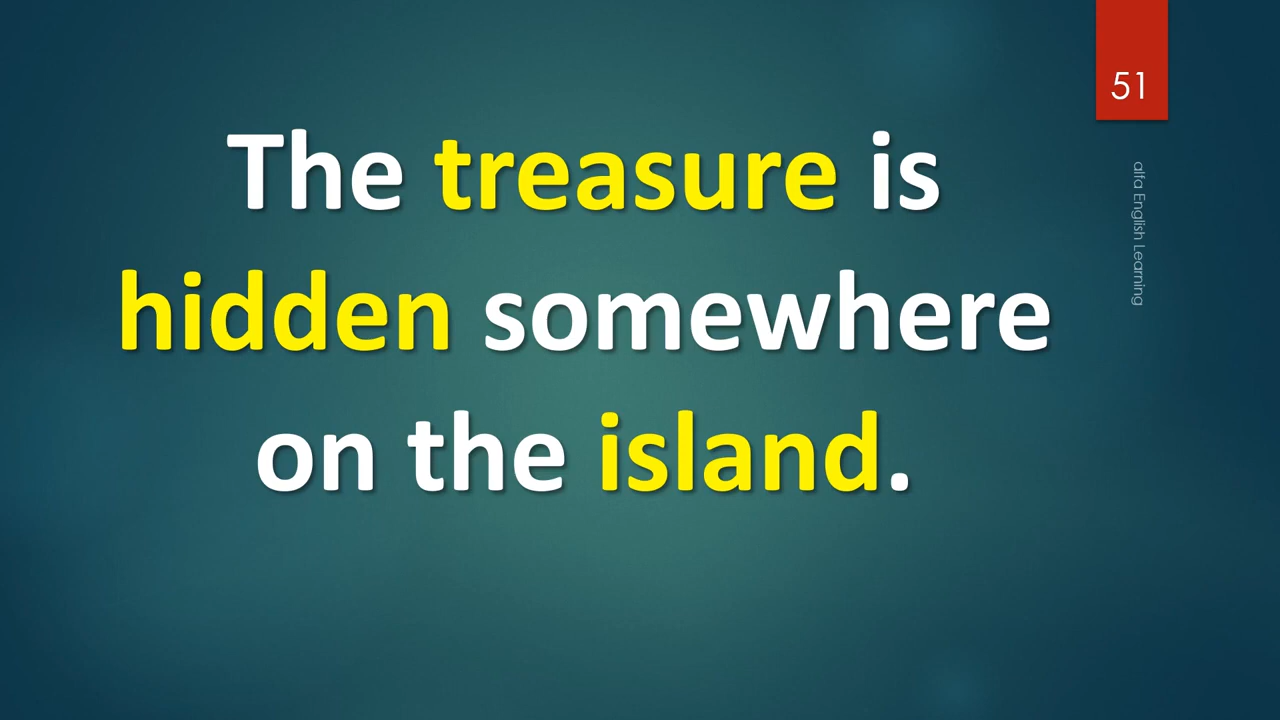 51
The treasure is
hidden somewhere
on the island.
alfa English Learning